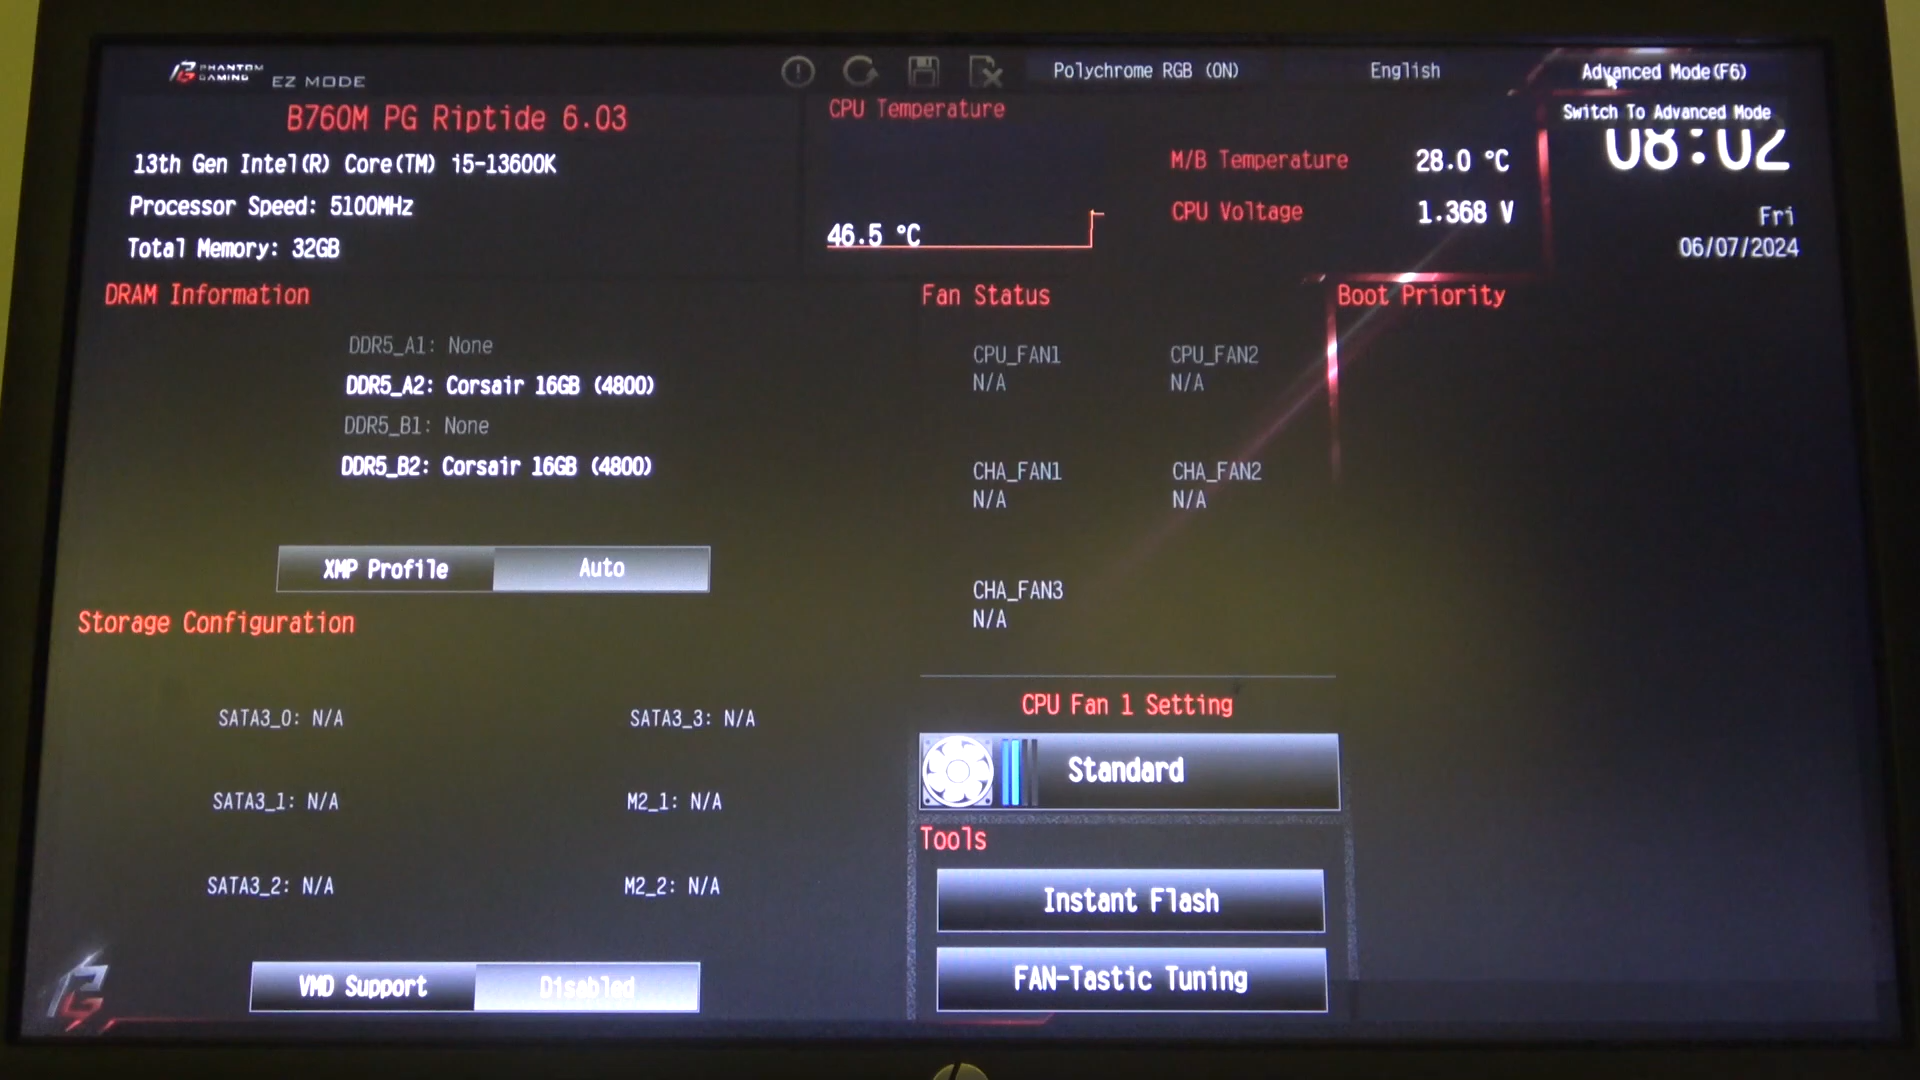 PHANTOM
GAMING
EZ MODE
Polychrome RGB (ON)
English
Advanced Mode(F6)
Switch To Advanced Mode
B760M PG Riptide 6.03
13th Gen Intel(R) Core(TM) i5-13600K
Processor Speed: 5100MHz
Total Memory: 32GB
CPU Temperature
46.5 °C
M/B Temperature 28.0 °C
CPU Voltage 1.368 V
08:02
Fri
06/07/2024
DRAM Information
DDR5_A1: None
DDR5_A2: Corsair 16GB (4800)
DDR5_B1: None
DDR5_B2: Corsair 16GB (4800)
XMP Profile Auto
Storage Configuration
SATA3_0: N/A
SATA3_3: N/A
SATA3_1: N/A
M2_1: N/A
SATA3_2: N/A
M2_2: N/A
VMD Support Disabled
Fan Status
CPU_FAN1
N/A
CPU_FAN2
N/A
CHA_FAN1
N/A
CHA_FAN2
N/A
CHA_FAN3
N/A
CPU Fan 1 Setting
Standard
Tools
Instant Flash
FAN-Tastic Tuning
Boot Priority